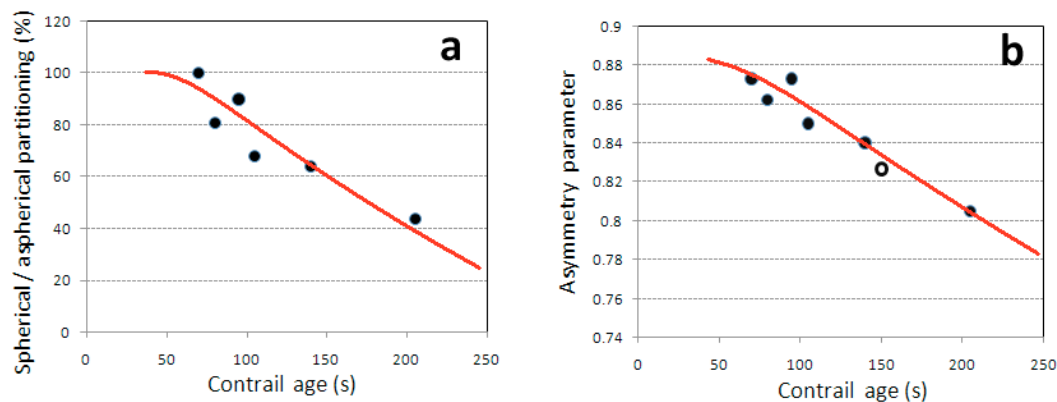 a
Spherical / aspherical partitioning (%)
120
100
80
60
40
20
0
0 50 100 150 200 250
Contrail age (s)
b
Asymmetry parameter
0.9
0.88
0.86
0.84
0.82
0.8
0.78
0.76
0.74
0 50 100 150 200 250
Contrail age (s)